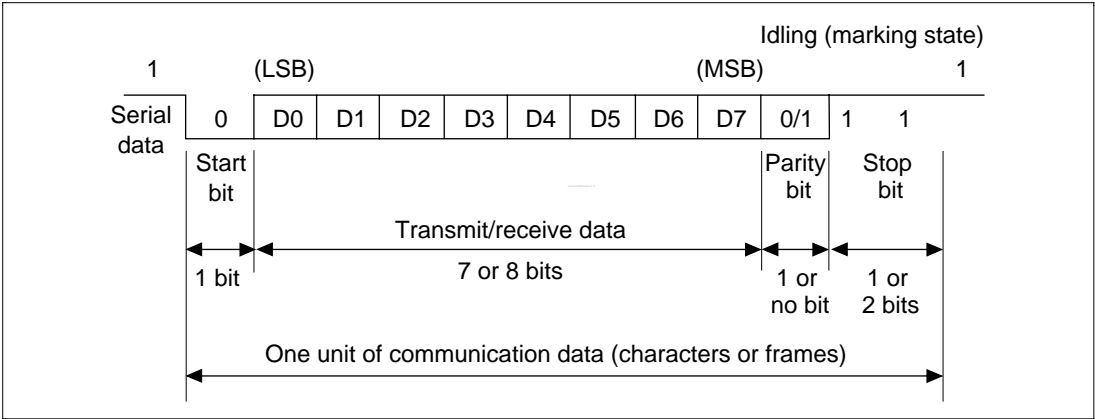 Idling (marking state)
1 (LSB) (MSB) 1
Serial
data
0 D0 D1 D2 D3 D4 D5 D6 D7 0/1 1 1
Start
bit
Parity
bit
Stop
bit
Transmit/receive data
1 bit
7 or 8 bits
1 or
no bit
1 or
2 bits
One unit of communication data (characters or frames)